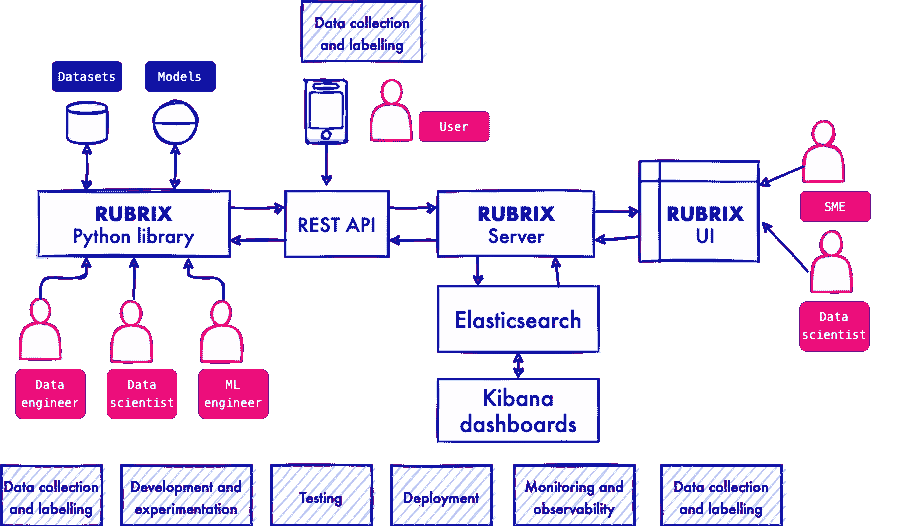 Data collection
and labelling
Datasets
Models
User
RUBRIX
Python library
REST API
RUBRIX
Server
RUBRIX
UI
SME
Elasticsearch
Data
scientist
Kibana
dashboards
Data
engineer
Data
scientist
ML
engineer
Data collection
and labelling
Development and
experimentation
Testing
Deployment
Monitoring and
observability
Data collection
and labelling